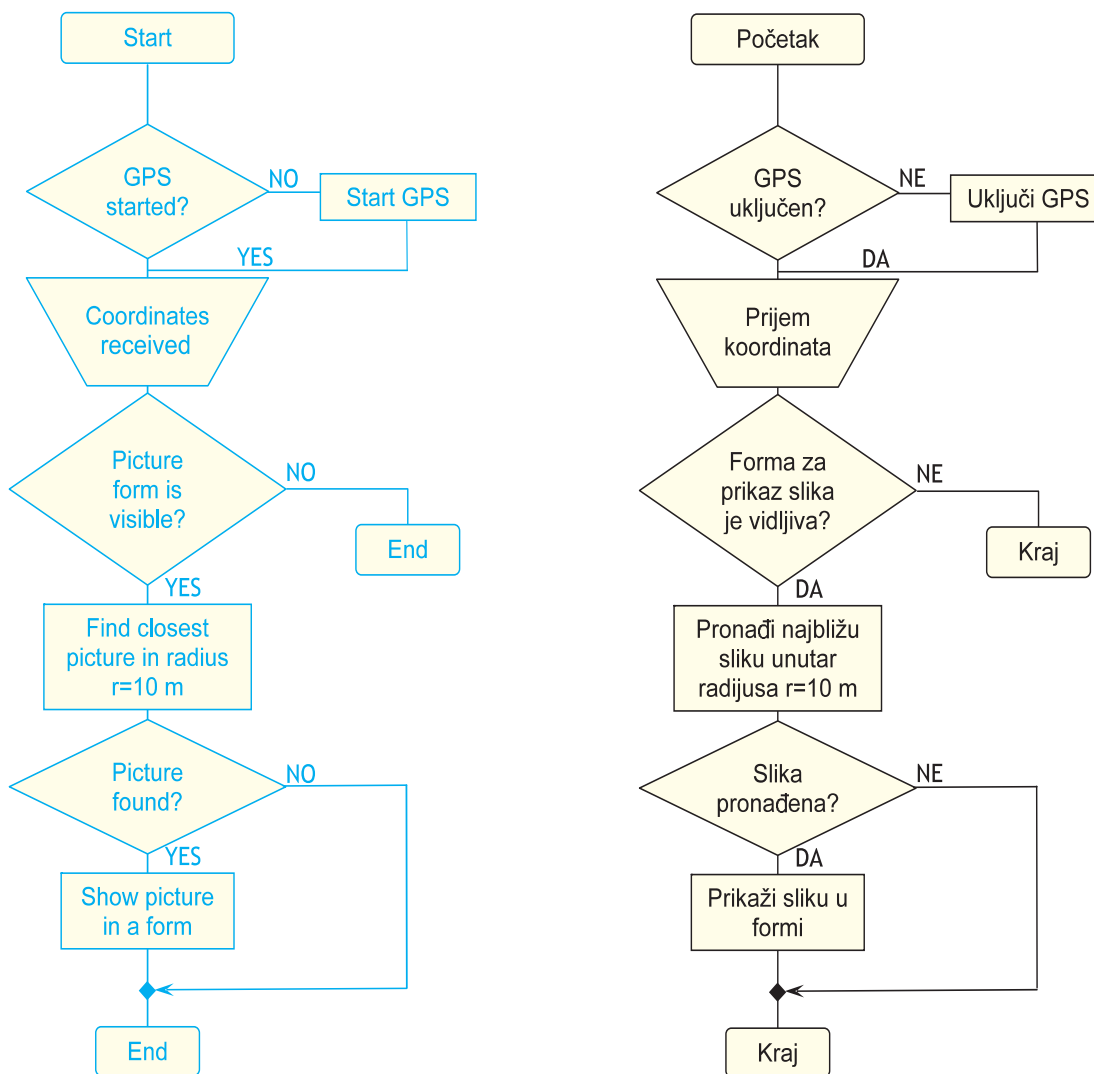 Start
GPS
started?
NO
Start GPS
YES
Coordinates
received
Picture
form is
visible?
NO
End
YES
Find closest
picture in radius
r=10 m
Picture
found?
NO
YES
Show picture
in a form
End
Početak
GPS
uključen?
NE
Uključi GPS
DA
Prijem
koordinata
Forma za
prikaz slika
je vidljiva?
NE
Kraj
DA
Pronađi najbližu
sliku unutar
radijusa r=10 m
Slika
pronađena?
NE
DA
Prikaži sliku u
formi
Kraj